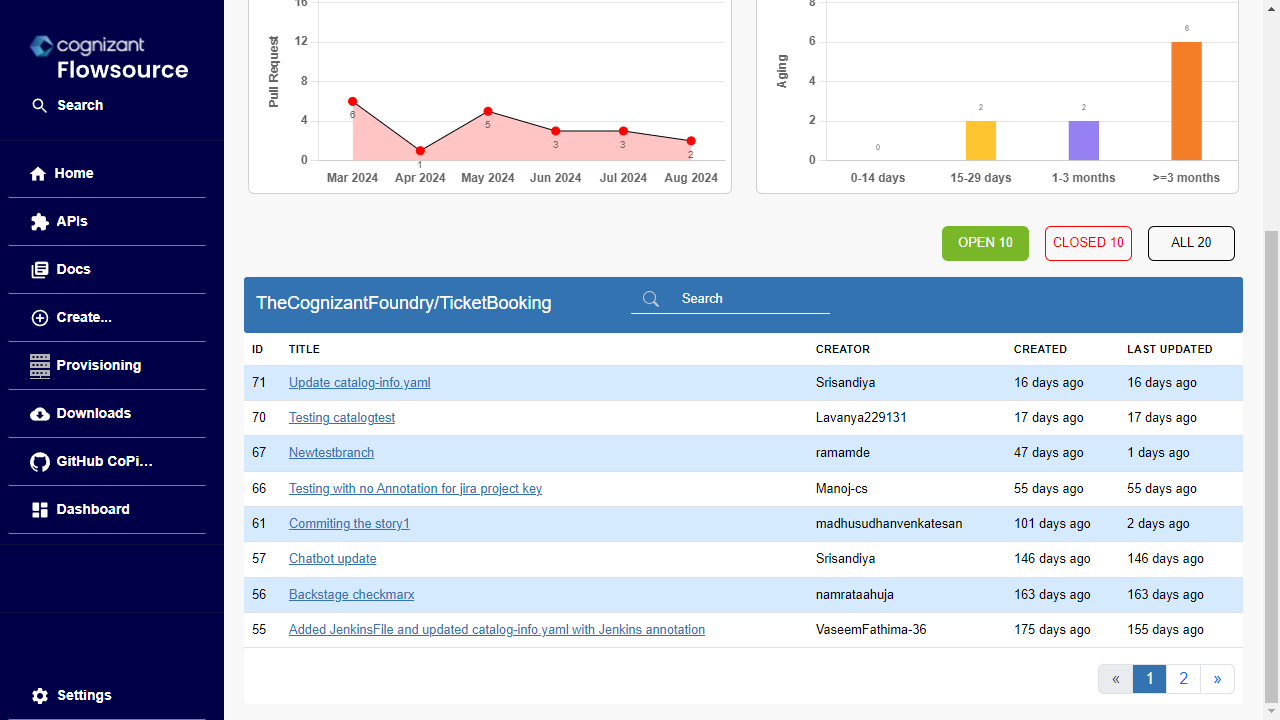 cognizant
Flowsource
Search
Home
APIs
Docs
Create...
Provisioning
Downloads
GitHub CoPi...
Dashboard
Settings
Pull Request
16
12
8
4
0
6
1
5
3
3
2
Mar 2024 Apr 2024 May 2024 Jun 2024 Jul 2024 Aug 2024
Aging
8
6
4
2
0
0
2
2
6
0-14 days 15-29 days 1-3 months >=3 months
OPEN 10 CLOSED 10 ALL 20
TheCognizantFoundry/TicketBooking Search
ID TITLE CREATOR CREATED LAST UPDATED
71 Update catalog-info.yaml Srisandiya 16 days ago 16 days ago
70 Testing catalogtest Lavanya229131 17 days ago 17 days ago
67 Newtestbranch ramamde 47 days ago 1 days ago
66 Testing with no Annotation for jira project key Manoj-cs 55 days ago 55 days ago
61 Commiting the story1 madhusudhanvenkatesan 101 days ago 2 days ago
57 Chatbot update Srisandiya 146 days ago 146 days ago
56 Backstage checkmarx namrataahuja 163 days ago 163 days ago
55 Added JenkinsFile and updated catalog-info.yaml with Jenkins annotation VaseemFathima-36 175 days ago 155 days ago
« 1 2 »